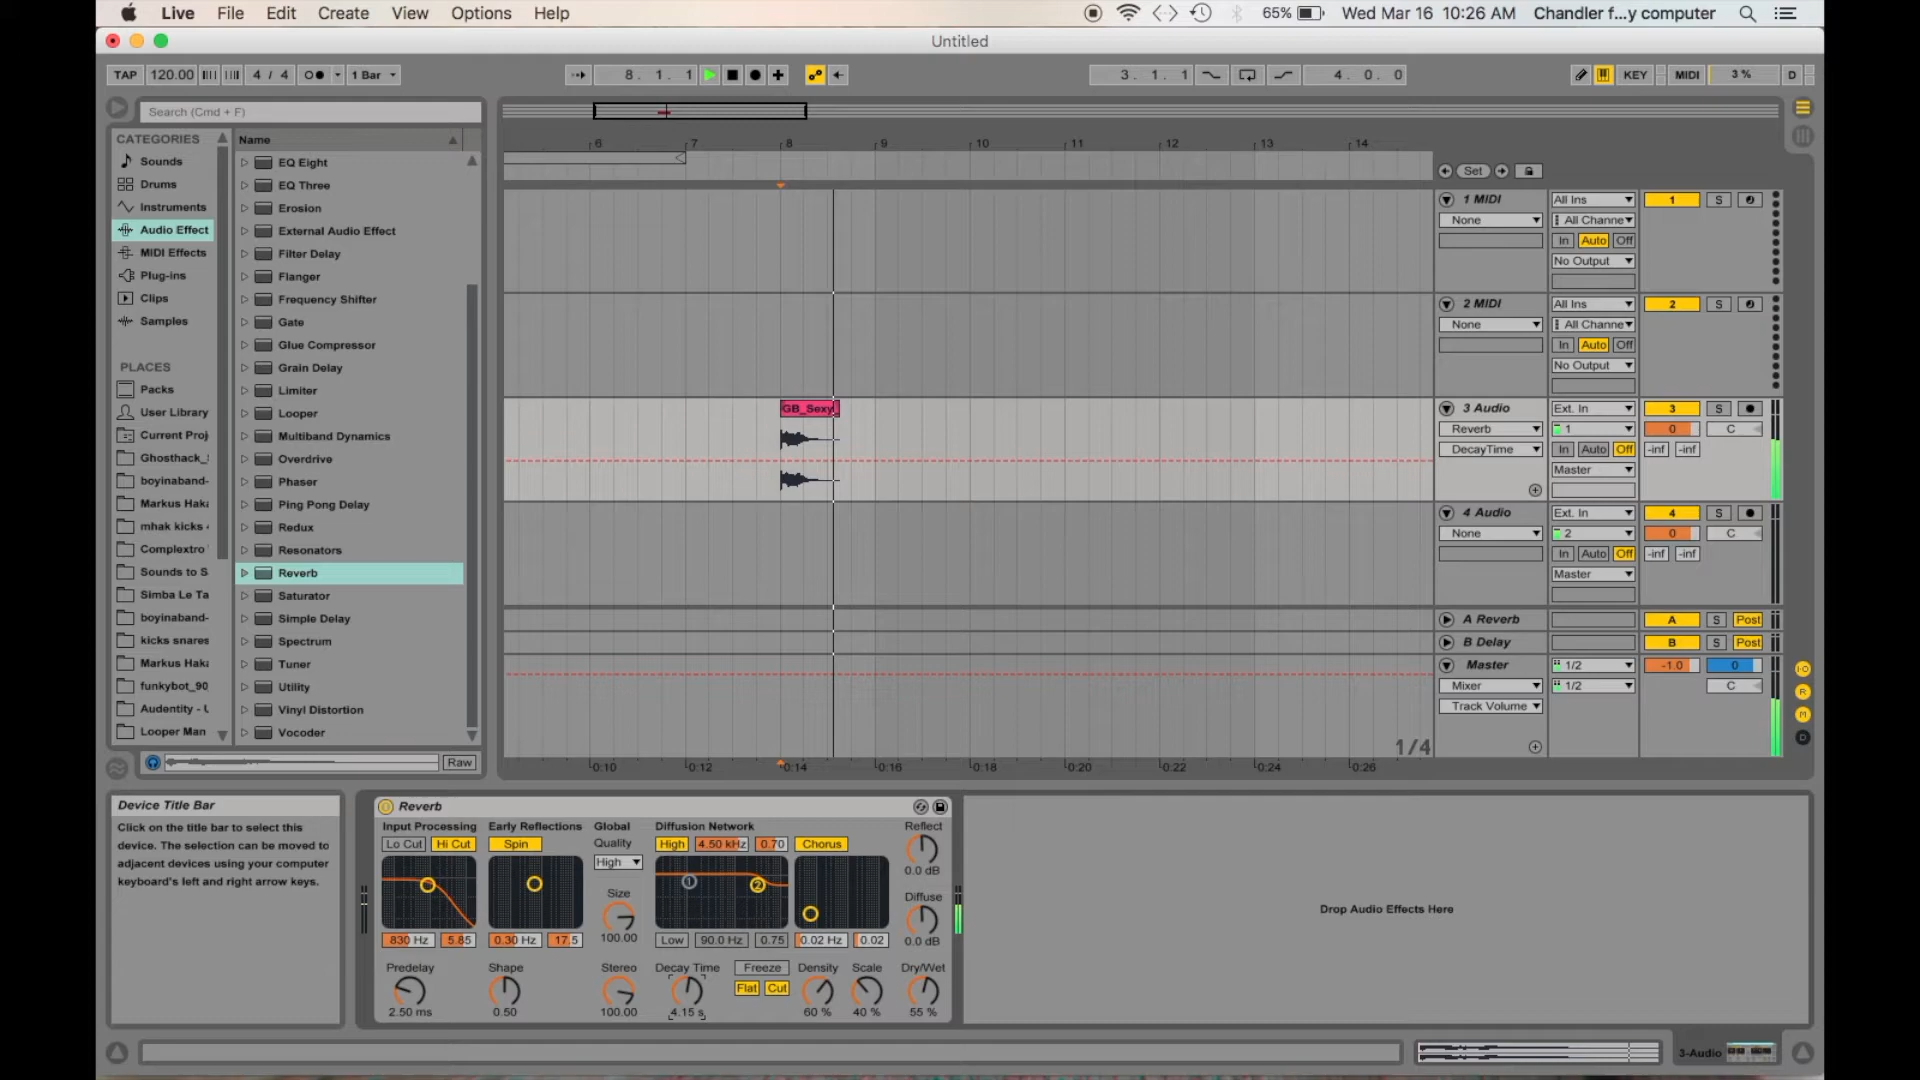 Live File Edit Create View Options Help 65% Wed Mar 16 10:26 AM Chandler f...y computer
Untitled
TAP 120.00 4 / 4 1 Bar 8. 1. 1 3. 1. 1 4. 0. 0 KEY MIDI 3 % D
Search (Cmd + F)
CATEGORIES
Sounds
Drums
Instruments
Audio Effect
MIDI Effects
Plug-ins
Clips
Samples
PLACES
Packs
User Library
Current Proj
Ghosthack_
boyinaband-
Markus Haka
mhak kicks
Complextro
Sounds to S
Simba Le Ta
boyinaband-
kicks snares
Markus Haka
funkybot_90
Audentity - U
Looper Man
Name
EQ Eight
EQ Three
Erosion
External Audio Effect
Filter Delay
Flanger
Frequency Shifter
Gate
Glue Compressor
Grain Delay
Limiter
Looper
Multiband Dynamics
Overdrive
Phaser
Ping Pong Delay
Redux
Resonators
Reverb
Saturator
Simple Delay
Spectrum
Tuner
Utility
Vinyl Distortion
Vocoder
Raw
6 7 8 9 10 11 12 13 14
Set
GB_Sexy
1/4
0:10 0:12 0:14 0:16 0:18 0:20 0:22 0:24 0:26
1 MIDI All Ins 1 S
None All Channe
In Auto Off
No Output
2 MIDI All Ins 2 S
None All Channe
In Auto Off
No Output
3 Audio Ext. In 3 S
Reverb 1 0 C
DecayTime In Auto Off -inf -inf
Master
4 Audio Ext. In 4 S
None 2 0 C
In Auto Off -inf -inf
Master
A Reverb A S Post
B Delay B S Post
Master 1/2 -1.0 0
Mixer 1/2 C
Track Volume
I·O
R
M
D
Device Title Bar
Click on the title bar to select this
device. The selection can be moved to
adjacent devices using your computer
keyboard's left and right arrow keys.
Reverb
Input Processing Early Reflections Global Diffusion Network Reflect
Lo Cut Hi Cut Spin Quality High 4.50 kHz 0.70 Chorus
High
0.0 dB
Size Diffuse
100.00 0.0 dB
830 Hz 5.85 0.30 Hz 17.5 Low 90.0 Hz 0.75 0.02 Hz 0.02
Predelay Shape Stereo Decay Time Freeze Density Scale Dry/Wet
Flat Cut
2.50 ms 0.50 100.00 4.15 s 60 % 40 % 55 %
Drop Audio Effects Here
3-Audio